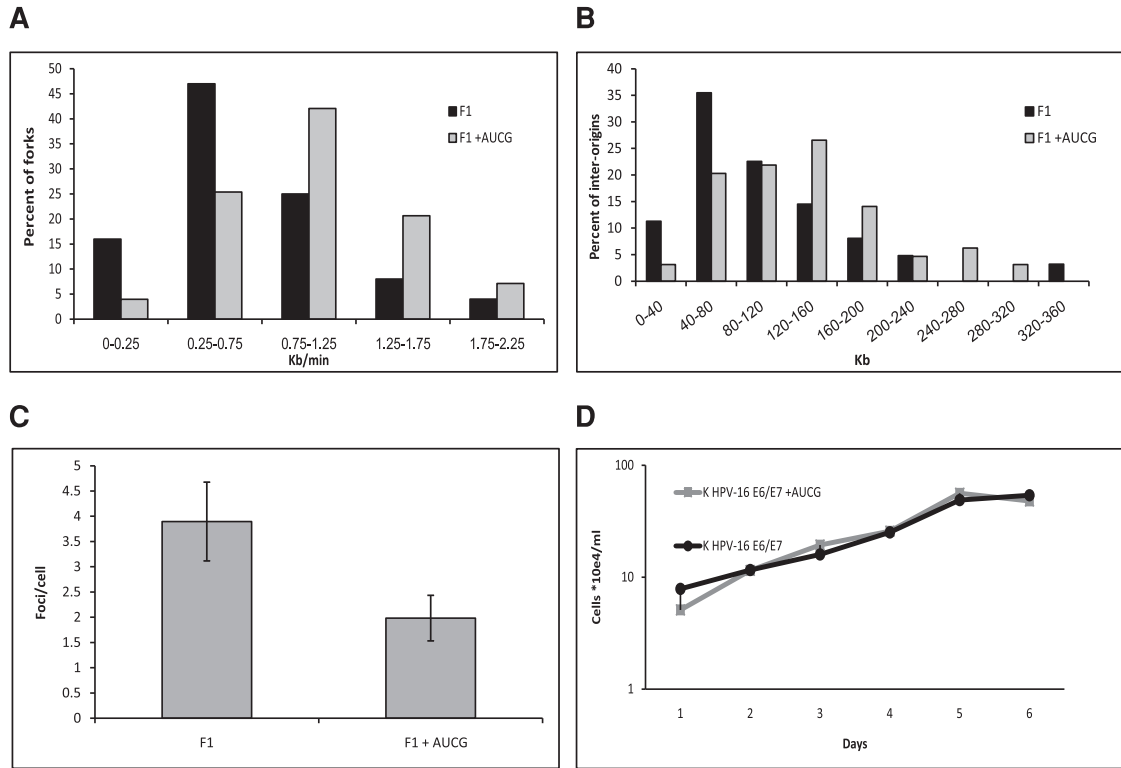 A
50
45
40
35
30
25
20
15
10
5
0
Percent of forks
F1
F1 +AUCG
0-0.25
0.25-0.75
0.75-1.25
1.25-1.75
1.75-2.25
Kb/min
B
40
35
30
25
20
15
10
5
0
Percent of inter-origins
F1
F1 +AUCG
0-40
40-80
80-120
120-160
160-200
200-240
240-280
280-320
320-360
Kb
C
5
4.5
4
3.5
3
2.5
2
1.5
1
0.5
0
Foci/cell
F1
F1 + AUCG
D
100
10
1
Cells *10e4/ml
K HPV-16 E6/E7 +AUCG
K HPV-16 E6/E7
1
2
3
4
5
6
Days